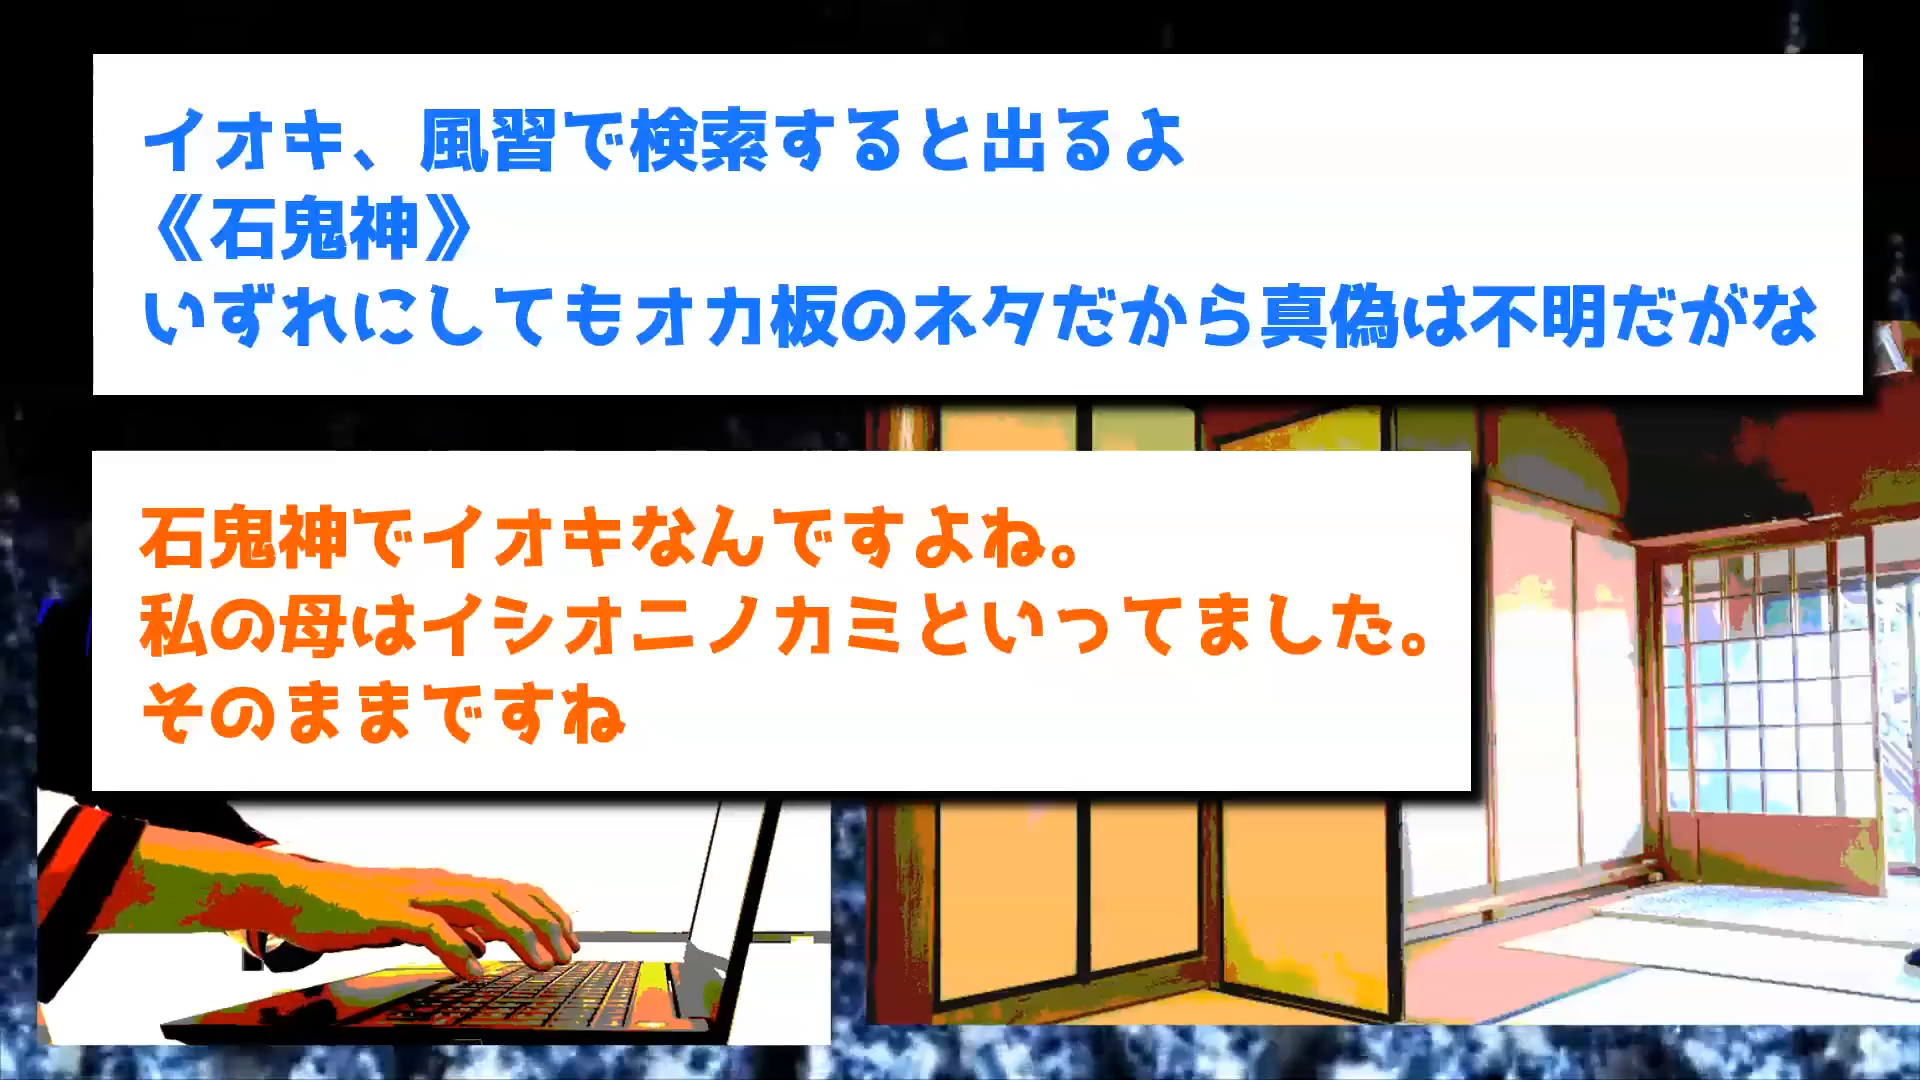 イオキ、風習で検索すると出るよ
《石鬼神》
いずれにしてもオカ板のネタだから真偽は不明だがな
石鬼神でイオキなんですよね。
私の母はイシオニノカミといってました。
そのままですね